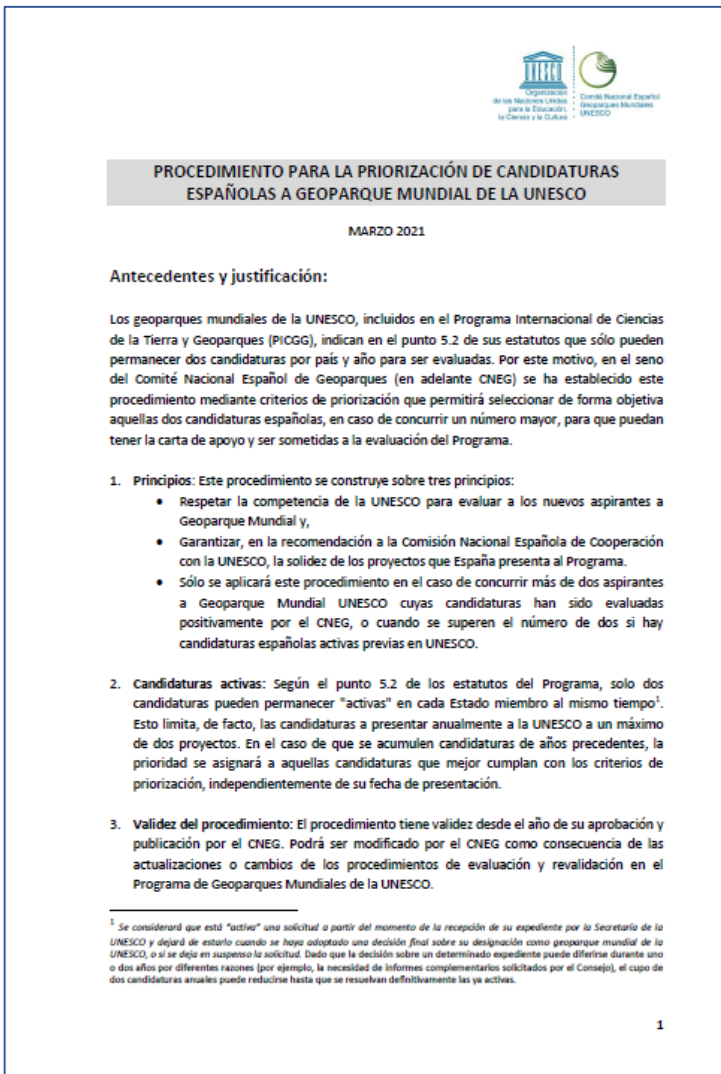 UNESCO
Organización
de las Naciones Unidas
para la Educación,
la Ciencia y la Cultura
Comité Nacional Español
Geoparques Mundiales
UNESCO
PROCEDIMIENTO PARA LA PRIORIZACIÓN DE CANDIDATURAS
ESPAÑOLAS A GEOPARQUE MUNDIAL DE LA UNESCO
MARZO 2021
Antecedentes y justificación:
Los geoparques mundiales de la UNESCO, incluidos en el Programa Internacional de Ciencias
de la Tierra y Geoparques (PICGG), indican en el punto 5.2 de sus estatutos que sólo pueden
permanecer dos candidaturas por país y año para ser evaluadas. Por este motivo, en el seno
del Comité Nacional Español de Geoparques (en adelante CNEG) se ha establecido este
procedimiento mediante criterios de priorización que permitirá seleccionar de forma objetiva
aquellas dos candidaturas españolas, en caso de concurrir un número mayor, para que puedan
tener la carta de apoyo y ser sometidas a la evaluación del Programa.
1. Principios: Este procedimiento se construye sobre tres principios:
• Respetar la competencia de la UNESCO para evaluar a los nuevos aspirantes a
Geoparque Mundial y,
• Garantizar, en la recomendación a la Comisión Nacional Española de Cooperación
con la UNESCO, la solidez de los proyectos que España presenta al Programa.
• Sólo se aplicará este procedimiento en el caso de concurrir más de dos aspirantes
a Geoparque Mundial UNESCO cuyas candidaturas han sido evaluadas
positivamente por el CNEG, o cuando se superen el número de dos si hay
candidaturas españolas activas previas en UNESCO.
2. Candidaturas activas: Según el punto 5.2 de los estatutos del Programa, solo dos
candidaturas pueden permanecer "activas" en cada Estado miembro al mismo tiempo¹.
Esto limita, de facto, las candidaturas a presentar anualmente a la UNESCO a un máximo
de dos proyectos. En el caso de que se acumulen candidaturas de años precedentes, la
prioridad se asignará a aquellas candidaturas que mejor cumplan con los criterios de
priorización, independientemente de su fecha de presentación.
3. Validez del procedimiento: El procedimiento tiene validez desde el año de su aprobación y
publicación por el CNEG. Podrá ser modificado por el CNEG como consecuencia de las
actualizaciones o cambios de los procedimientos de evaluación y revalidación en el
Programa de Geoparques Mundiales de la UNESCO.
¹ Se considerará que está "activa" una solicitud a partir del momento de la recepción de su expediente por la Secretaría de la
UNESCO y dejará de estarlo cuando se haya adoptado una decisión final sobre su designación como geoparque mundial de la
UNESCO, o si se deja en suspenso la solicitud. Dado que la decisión sobre un determinado expediente puede diferirse durante uno
o dos años por diferentes razones (por ejemplo, la necesidad de informes complementarios solicitados por el Consejo), el cupo de
dos candidaturas anuales puede reducirse hasta que se resuelvan definitivamente las ya activas.
1